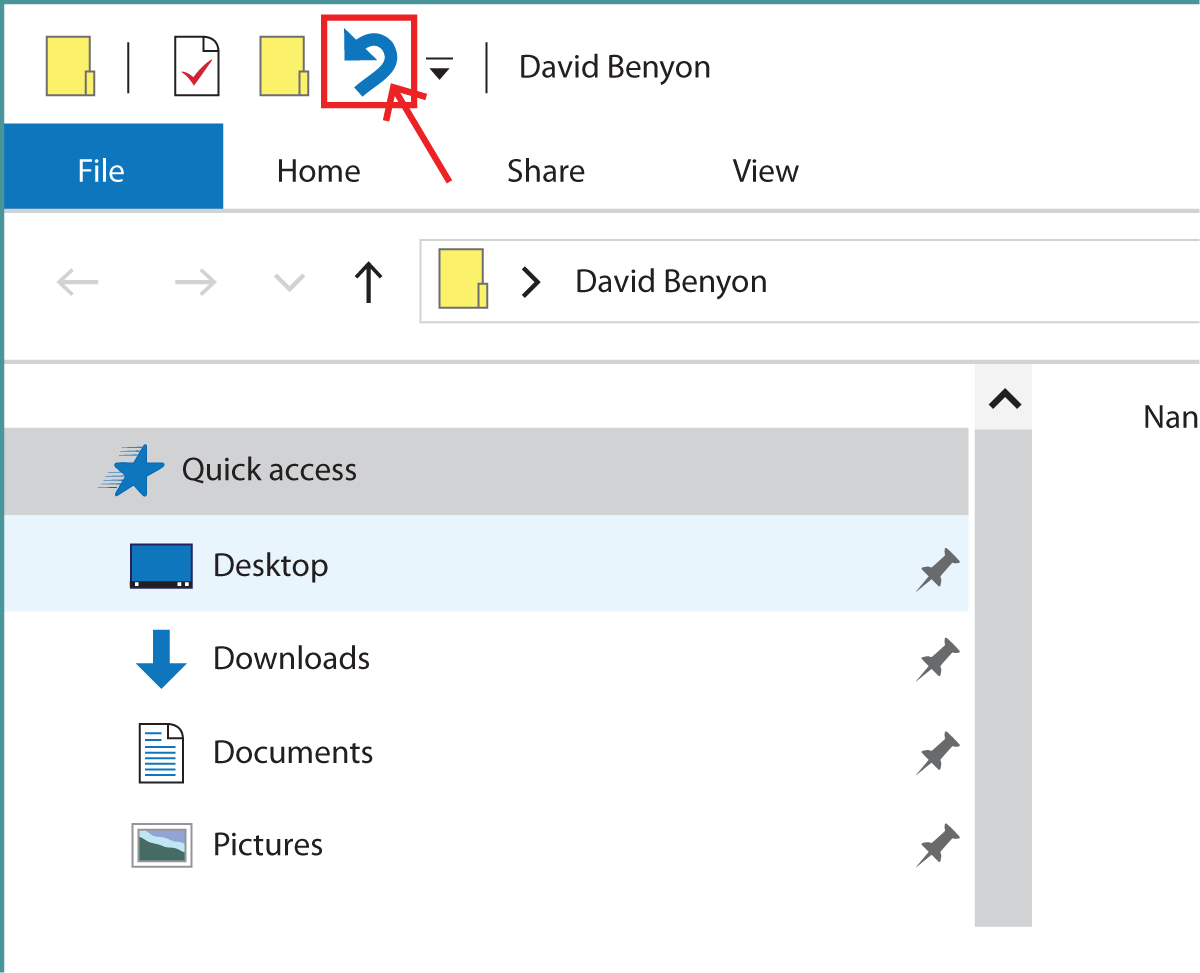 David Benyon
File Home Share View
David Benyon
Nan
Quick access
Desktop
Downloads
Documents
Pictures